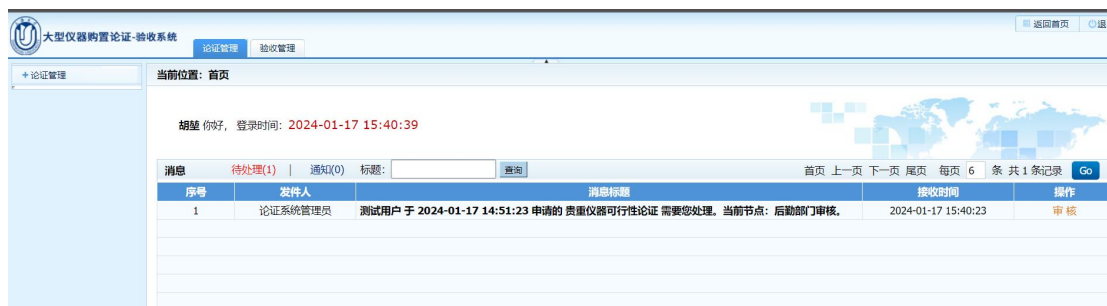 返回首页
大型仪器购置论证-验收系统
论证管理 验收管理
+论证管理
当前位置：首页
胡堃 你好，登录时间：2024-01-17 15:40:39
消息 待处理(1) | 通知(0) 标题： 查询 首页 上一页 下一页 尾页 每页 6 条 共 1 条记录 Go
序号 发件人 消息标题 接收时间 操作
1 论证系统管理员 测试用户 于 2024-01-17 14:51:23 申请的 贵重仪器可行性论证 需要您处理。当前节点：后勤部门审核。 2024-01-17 15:40:23 审 核